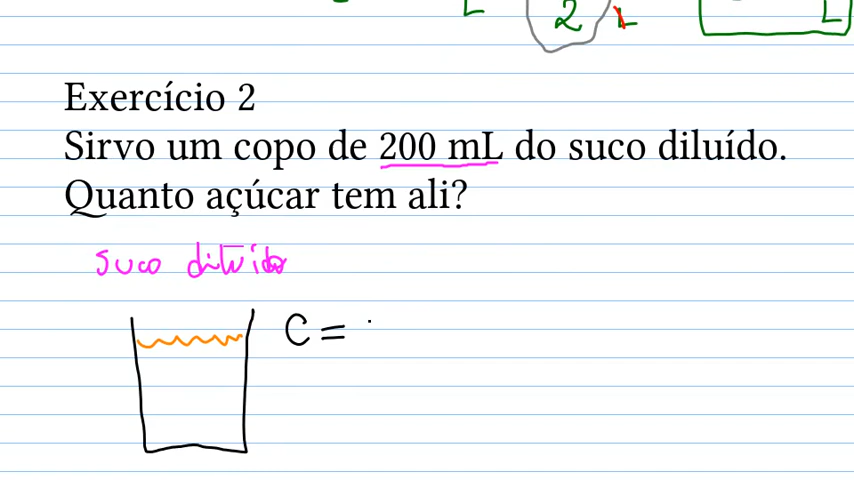 L 2 L L
Exercício 2
Sirvo um copo de 200 mL do suco diluído.
Quanto açúcar tem ali?
suco diluído
C =